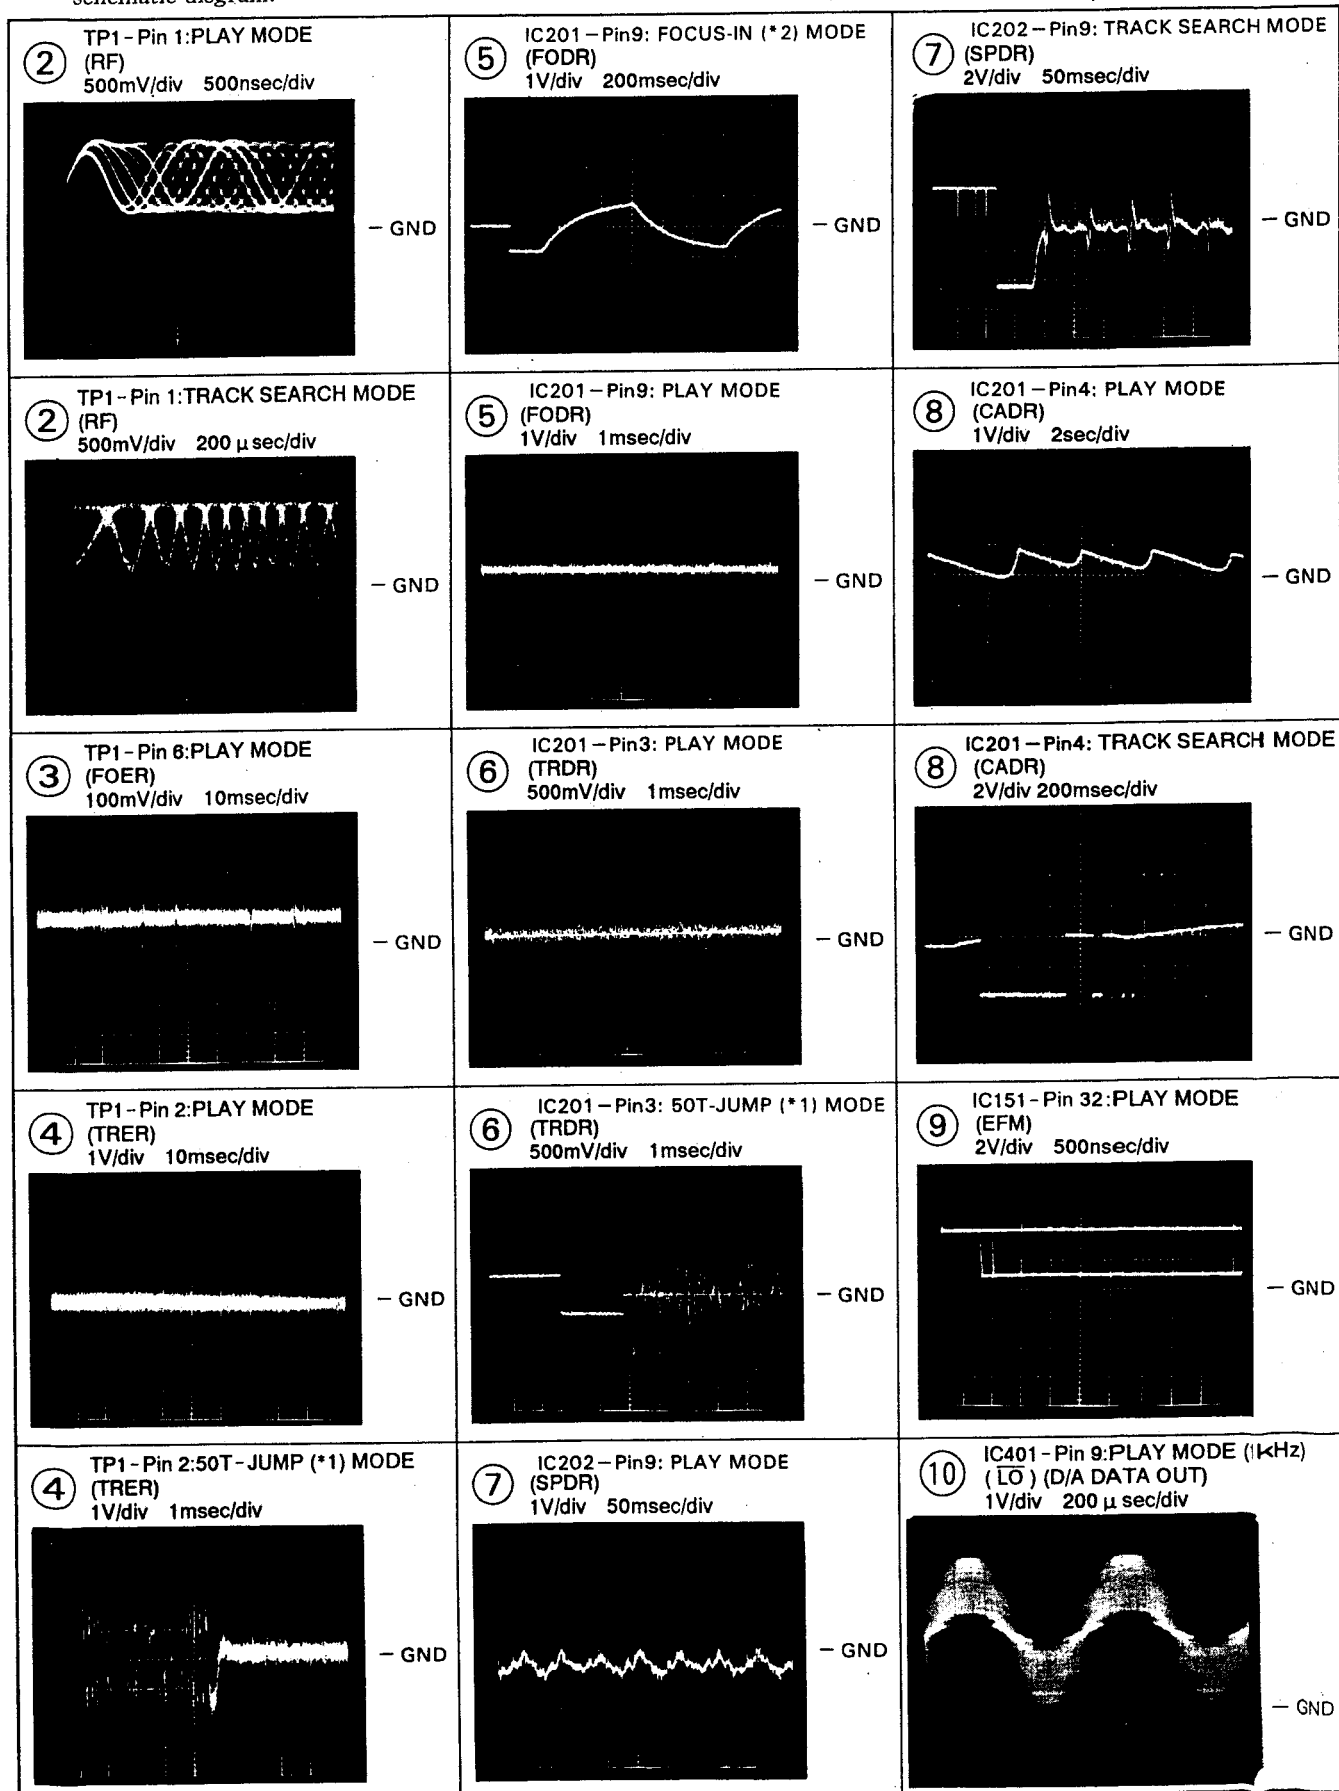 schematic disgram.
② TP1-Pin 1:PLAY MODE
(RF)
500mV/div 500nsec/div
– GND
⑤ IC201-Pin9: FOCUS-IN (*2) MODE
(FODR)
1V/div 200msec/div
– GND
⑦ IC202-Pin9: TRACK SEARCH MODE
(SPDR)
2V/div 50msec/div
– GND
② TP1-Pin 1:TRACK SEARCH MODE
(RF)
500mV/div 200 μ sec/div
– GND
⑤ IC201-Pin9: PLAY MODE
(FODR)
1V/div 1msec/div
– GND
⑧ IC201-Pin4: PLAY MODE
(CADR)
1V/div 2sec/div
– GND
③ TP1-Pin 6:PLAY MODE
(FOER)
100mV/div 10msec/div
– GND
⑥ IC201-Pin3: PLAY MODE
(TRDR)
500mV/div 1msec/div
– GND
⑧ IC201-Pin4: TRACK SEARCH MODE
(CADR)
2V/div 200msec/div
– GND
④ TP1-Pin 2:PLAY MODE
(TRER)
1V/div 10msec/div
– GND
⑥ IC201-Pin3: 50T-JUMP (*1) MODE
(TRDR)
500mV/div 1msec/div
– GND
⑨ IC151-Pin 32:PLAY MODE
(EFM)
2V/div 500nsec/div
– GND
④ TP1-Pin 2:50T-JUMP (*1) MODE
(TRER)
1V/div 1msec/div
– GND
⑦ IC202-Pin9: PLAY MODE
(SPDR)
1V/div 50msec/div
– GND
⑩ IC401-Pin 9:PLAY MODE (1KHz)
(L̅O̅) (D/A DATA OUT)
1V/div 200 μ sec/div
– GND